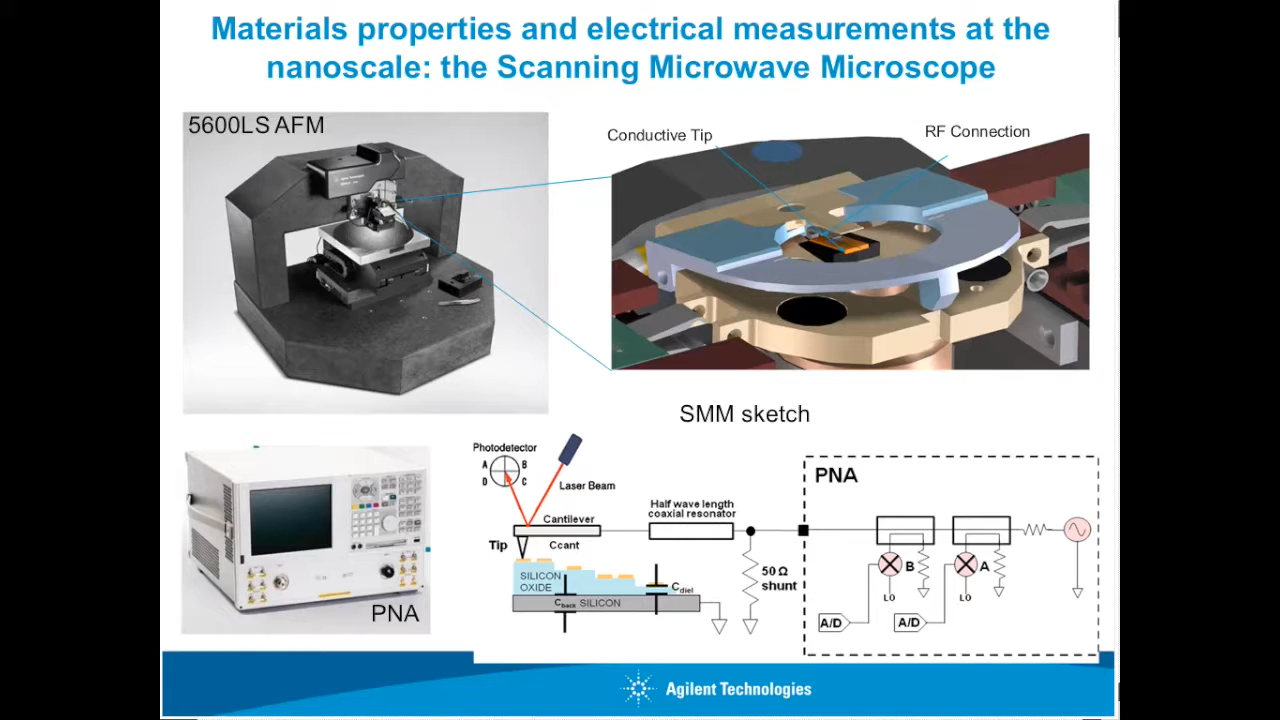 Materials properties and electrical measurements at the
nanoscale: the Scanning Microwave Microscope
5600LS AFM
Conductive Tip
RF Connection
SMM sketch
Photodetector
A B
D C
Laser Beam
Cantilever
Half wave length
coaxial resonator
Tip
Ccant
SILICON
OXIDE
Cdiel
Cback SILICON
50 Ω
shunt
PNA
B
A
LO
LO
A/D
A/D
PNA
Agilent Technologies